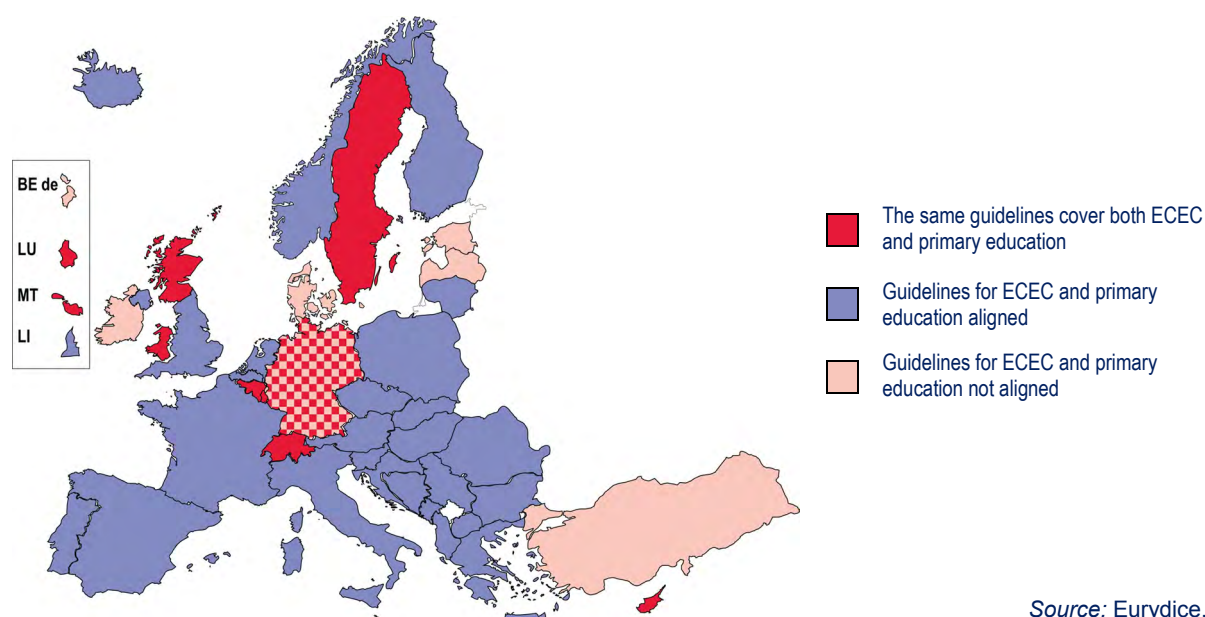 BE de
LU
MT
LI
The same guidelines cover both ECEC
and primary education
Guidelines for ECEC and primary
education aligned
Guidelines for ECEC and primary
education not aligned
Source: Eurydice.